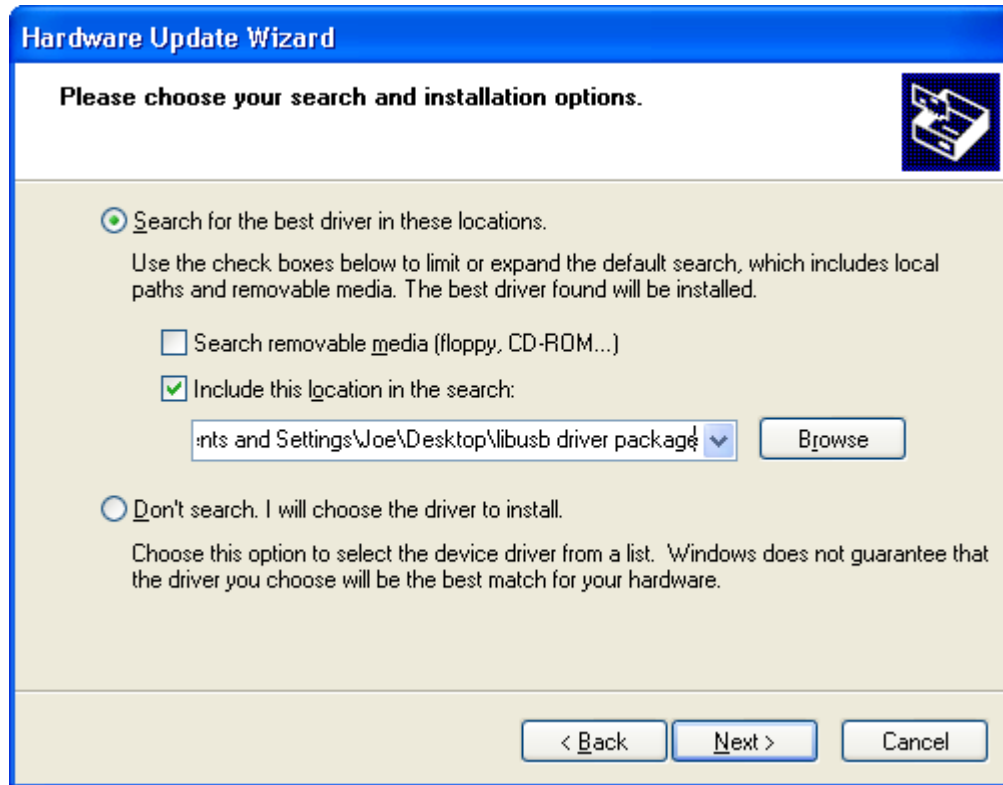 Hardware Update Wizard
Please choose your search and installation options.
Search for the best driver in these locations.
Use the check boxes below to limit or expand the default search, which includes local
paths and removable media. The best driver found will be installed.
Search removable media (floppy, CD-ROM...)
Include this location in the search:
nts and Settings\Joe\Desktop\libusb driver package
Browse
Don't search. I will choose the driver to install.
Choose this option to select the device driver from a list.  Windows does not guarantee that
the driver you choose will be the best match for your hardware.
< Back
Next >
Cancel